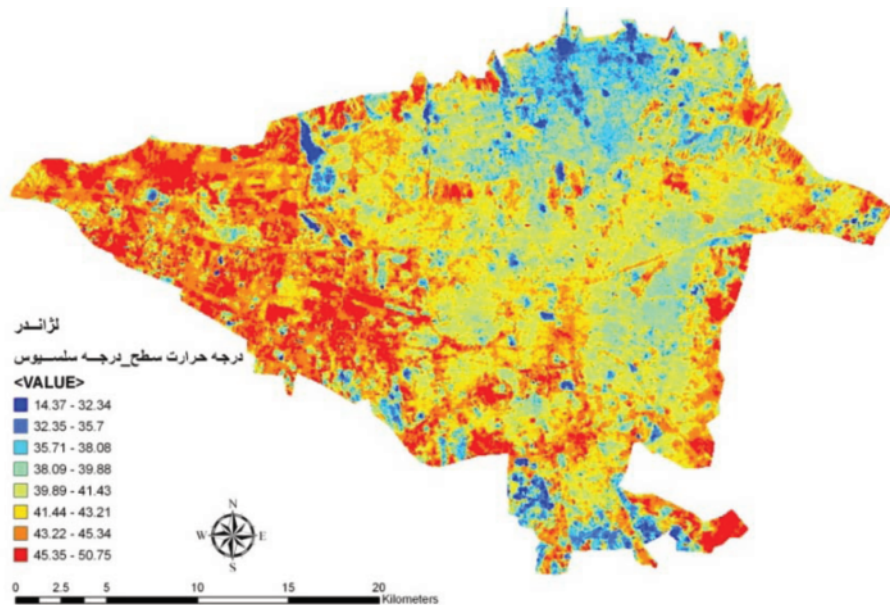 لژانـدر
درجه حرارت سطح_درجـه سلسـیوس
<VALUE>
14.37 - 32.34
32.35 - 35.7
35.71 - 38.08
38.09 - 39.88
39.89 - 41.43
41.44 - 43.21
43.22 - 45.34
45.35 - 50.75
N
W E
S
0 2.5 5 10 15 20
Kilometers